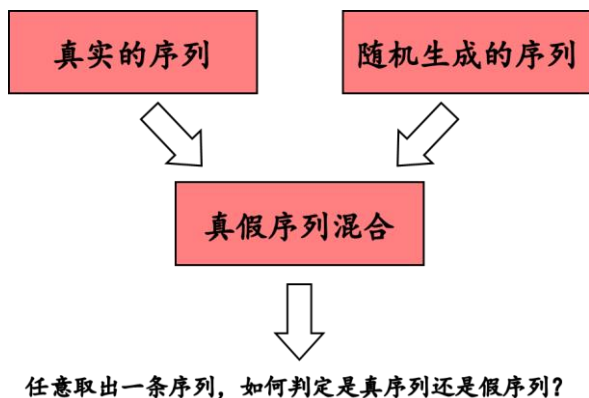 真实的序列
随机生成的序列
真假序列混合
任意取出一条序列，如何判定是真序列还是假序列？